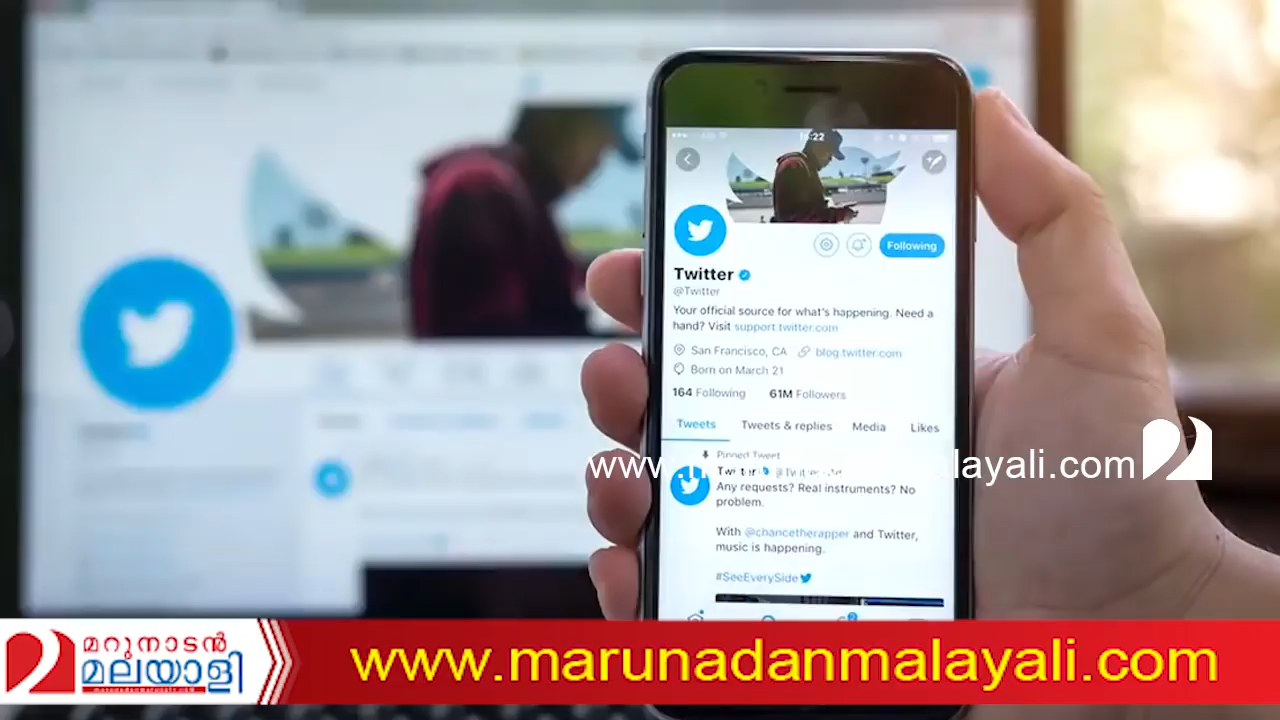 16:22
Following
Twitter
@Twitter
Your official source for what's happening. Need a
hand? Visit support.twitter.com
San Francisco, CA blog.twitter.com
Born on March 21
164 Following 61M Followers
Tweets Tweets & replies Media Likes
Pinned Tweet
Twitter
Any requests? Real instruments? No
problem.
With @chancetherapper and Twitter,
music is happening.
#SeeEverySide
www.marunadanmalayali.com
മറുനാടൻ
മലയാളി
www.marunadanmalayali.com